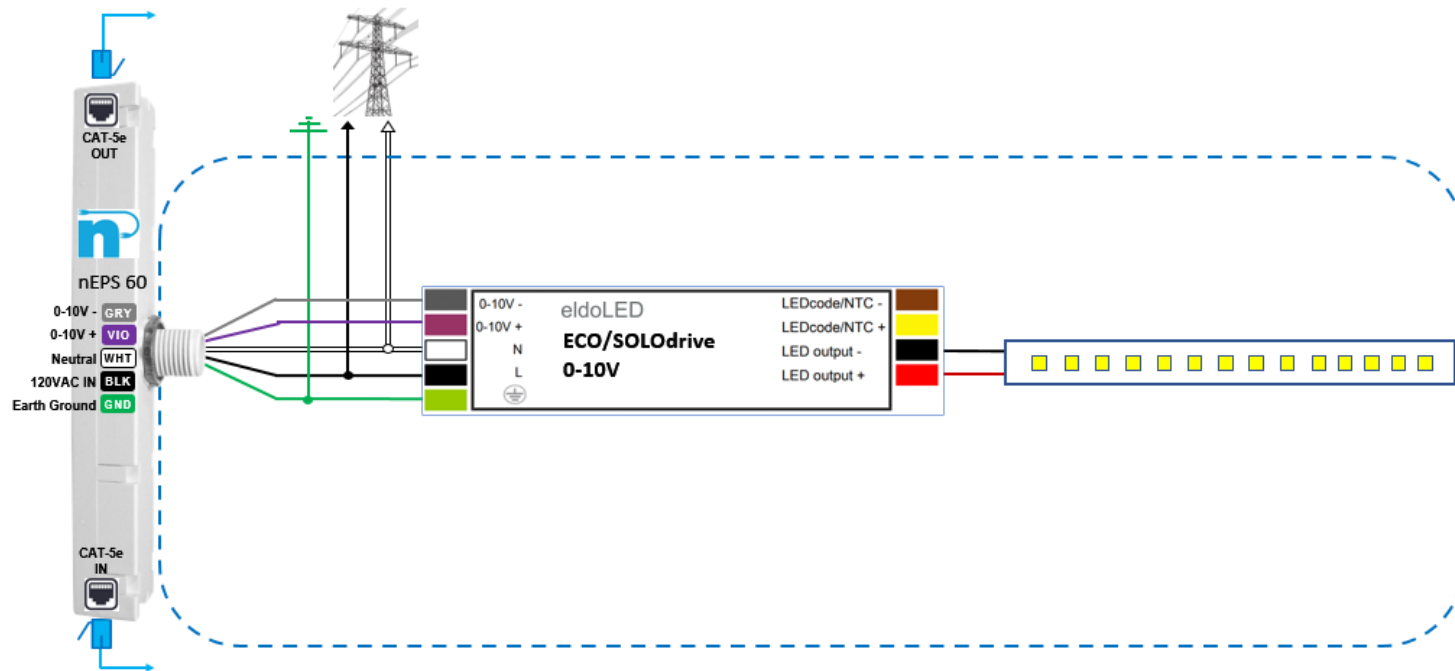 CAT-5e
OUT
n
nEPS 60
0-10V - GRY
0-10V + VIO
Neutral WHT
120VAC IN BLK
Earth Ground GND
CAT-5e
IN
0-10V -
0-10V +
N
L
eldoLED
ECO/SOLOdrive
0-10V
LEDcode/NTC -
LEDcode/NTC +
LED output -
LED output +